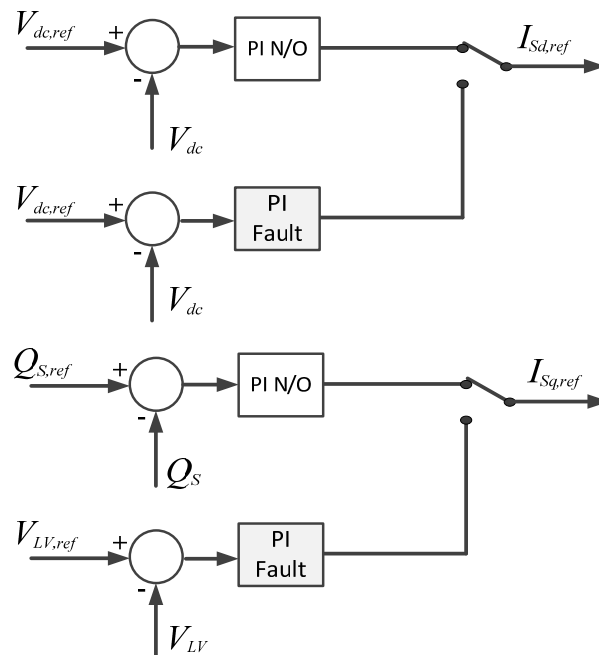 V_dc,ref
+
PI N/O
I_Sd,ref
-
V_dc
V_dc,ref
+
PI
Fault
-
V_dc
Q_S,ref
+
PI N/O
I_Sq,ref
-
Q_S
V_LV,ref
+
PI
Fault
-
V_LV